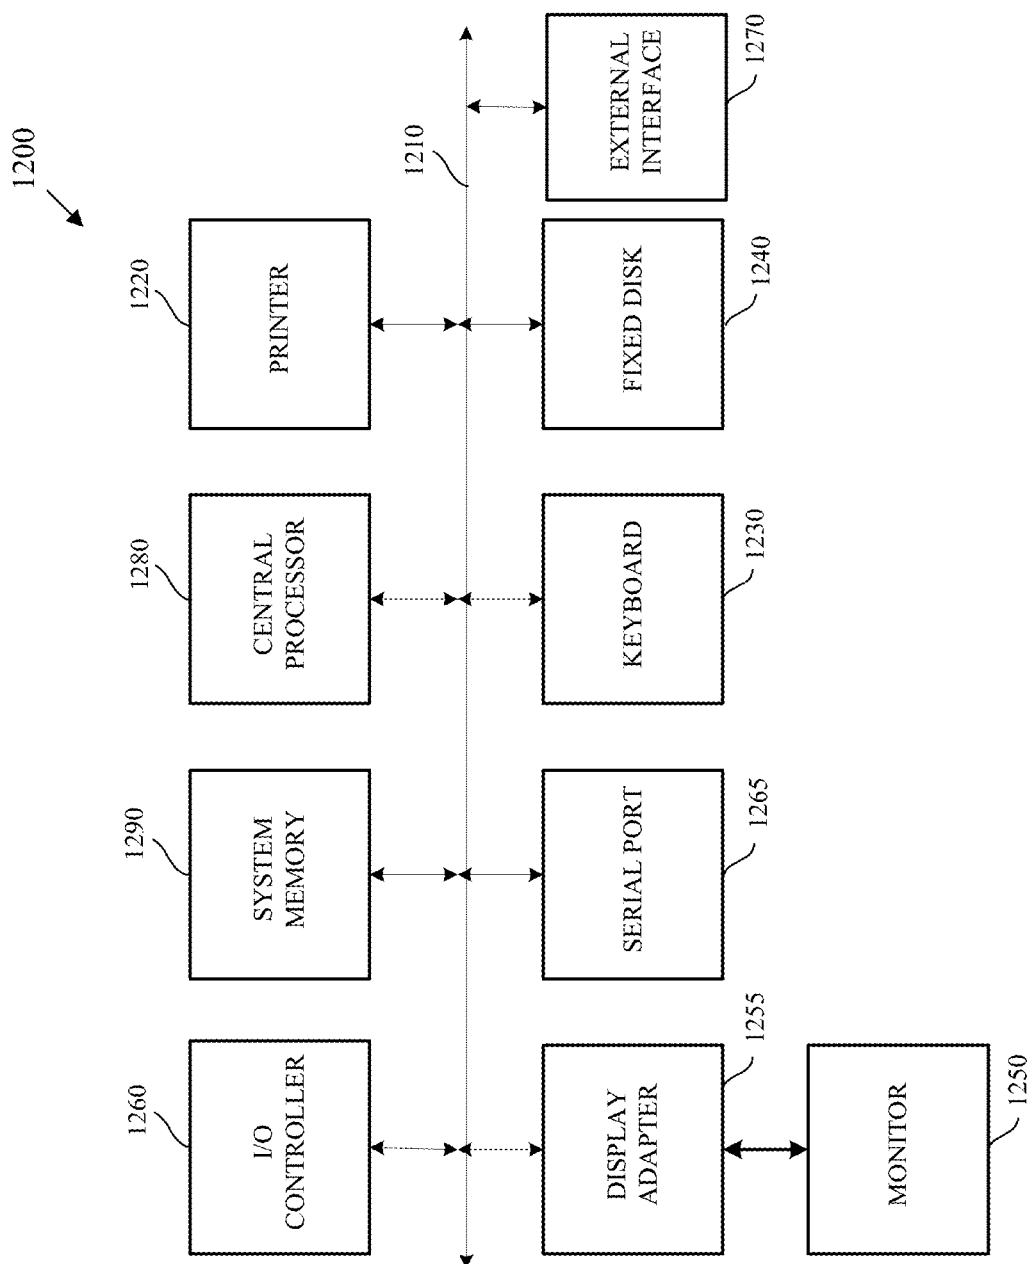 1200
1260
I/O
CONTROLLER
1290
SYSTEM
MEMORY
1280
CENTRAL
PROCESSOR
1220
PRINTER
1210
DISPLAY
ADAPTER
1255
SERIAL PORT
1265
KEYBOARD
1230
FIXED DISK
1240
EXTERNAL
INTERFACE
1270
MONITOR
1250